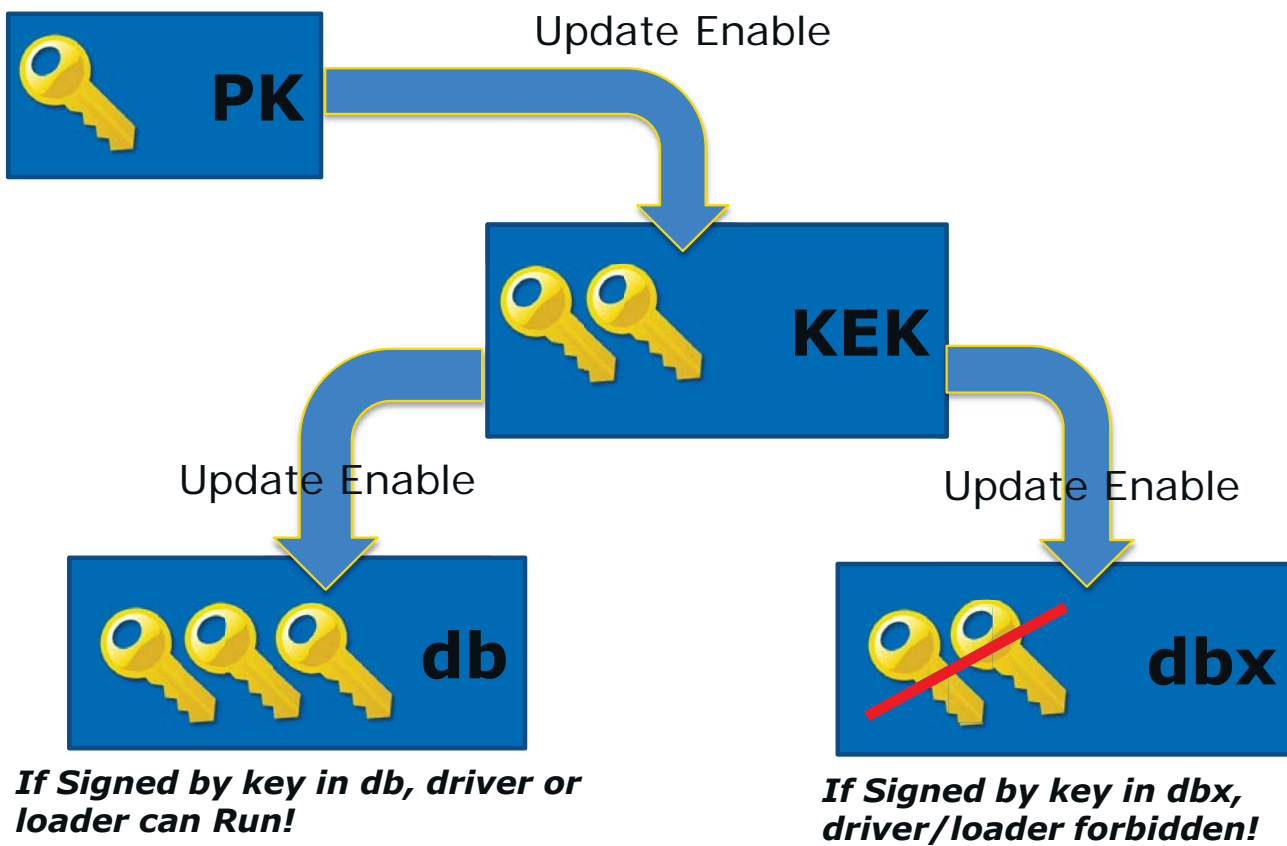 Update Enable
PK
KEK
Update Enable
Update Enable
db
dbx
If Signed by key in db, driver or
loader can Run!
If Signed by key in dbx,
driver/loader forbidden!